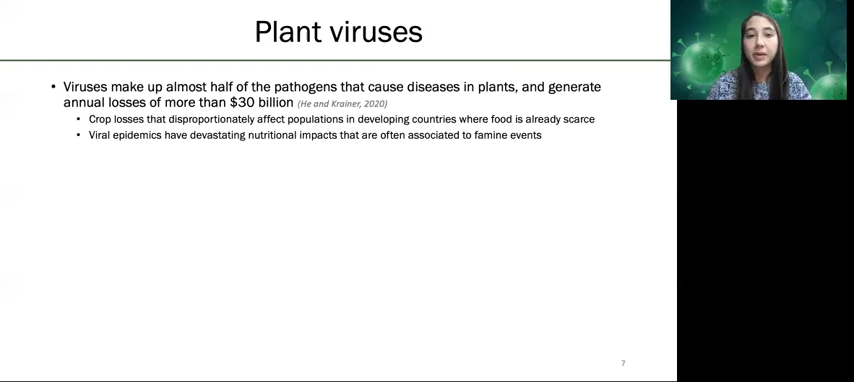 Plant viruses
• Viruses make up almost half of the pathogens that cause diseases in plants, and generate
annual losses of more than $30 billion (He and Krainer, 2020)
• Crop losses that disproportionately affect populations in developing countries where food is already scarce
• Viral epidemics have devastating nutritional impacts that are often associated to famine events
7